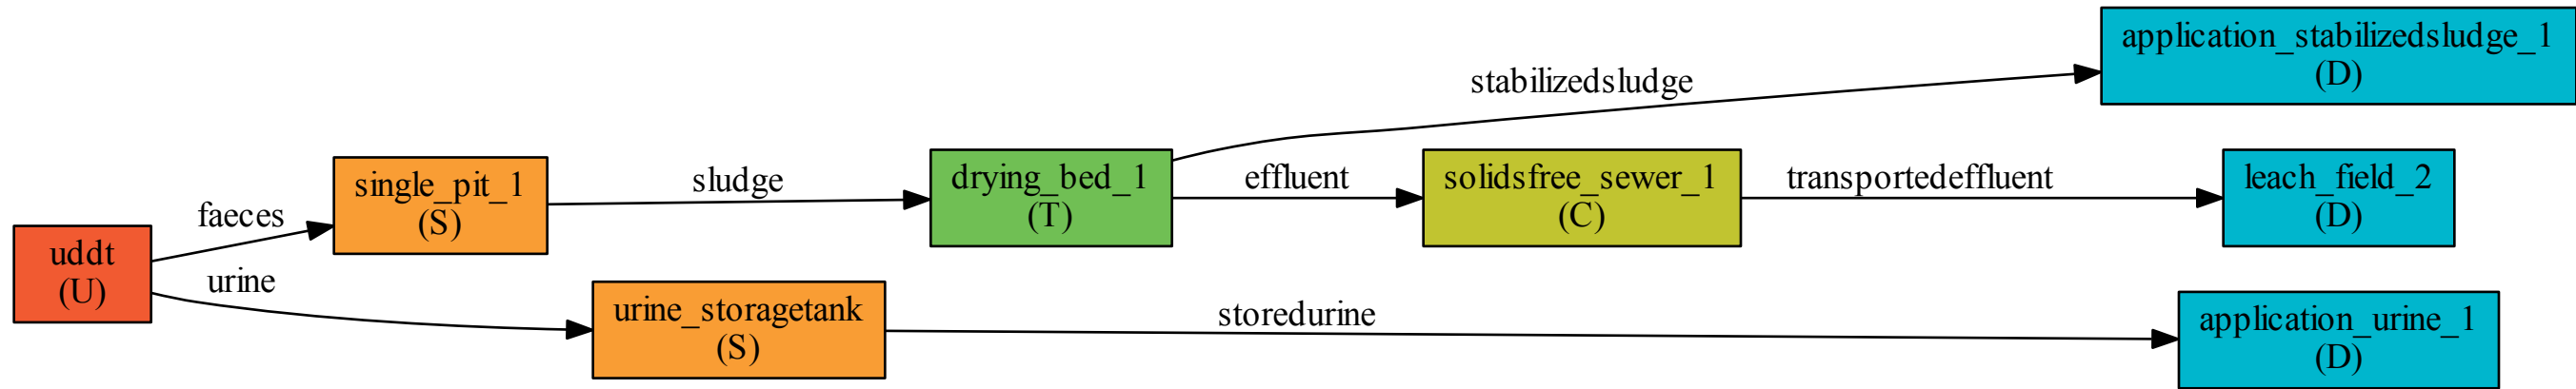 uddt
(U)
faeces
urine
single_pit_1
(S)
urine_storagetank
(S)
sludge
storedurine
drying_bed_1
(T)
stabilizedsludge
effluent
solidsfree_sewer_1
(C)
transportedeffluent
application_stabilizedsludge_1
(D)
leach_field_2
(D)
application_urine_1
(D)